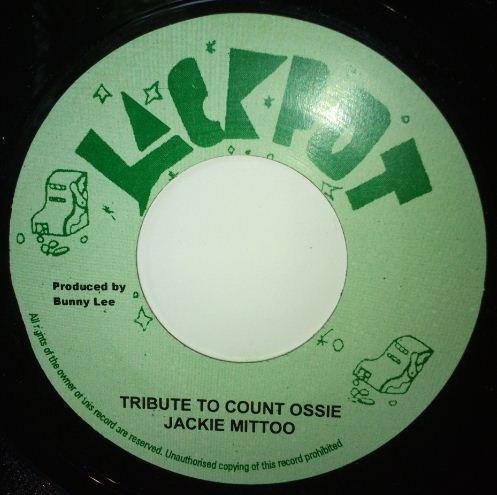 JACKPOT
Produced by
Bunny Lee
TRIBUTE TO COUNT OSSIE
JACKIE MITTOO
All rights of the owner of this record are reserved. Unauthorised copying of this record prohibited